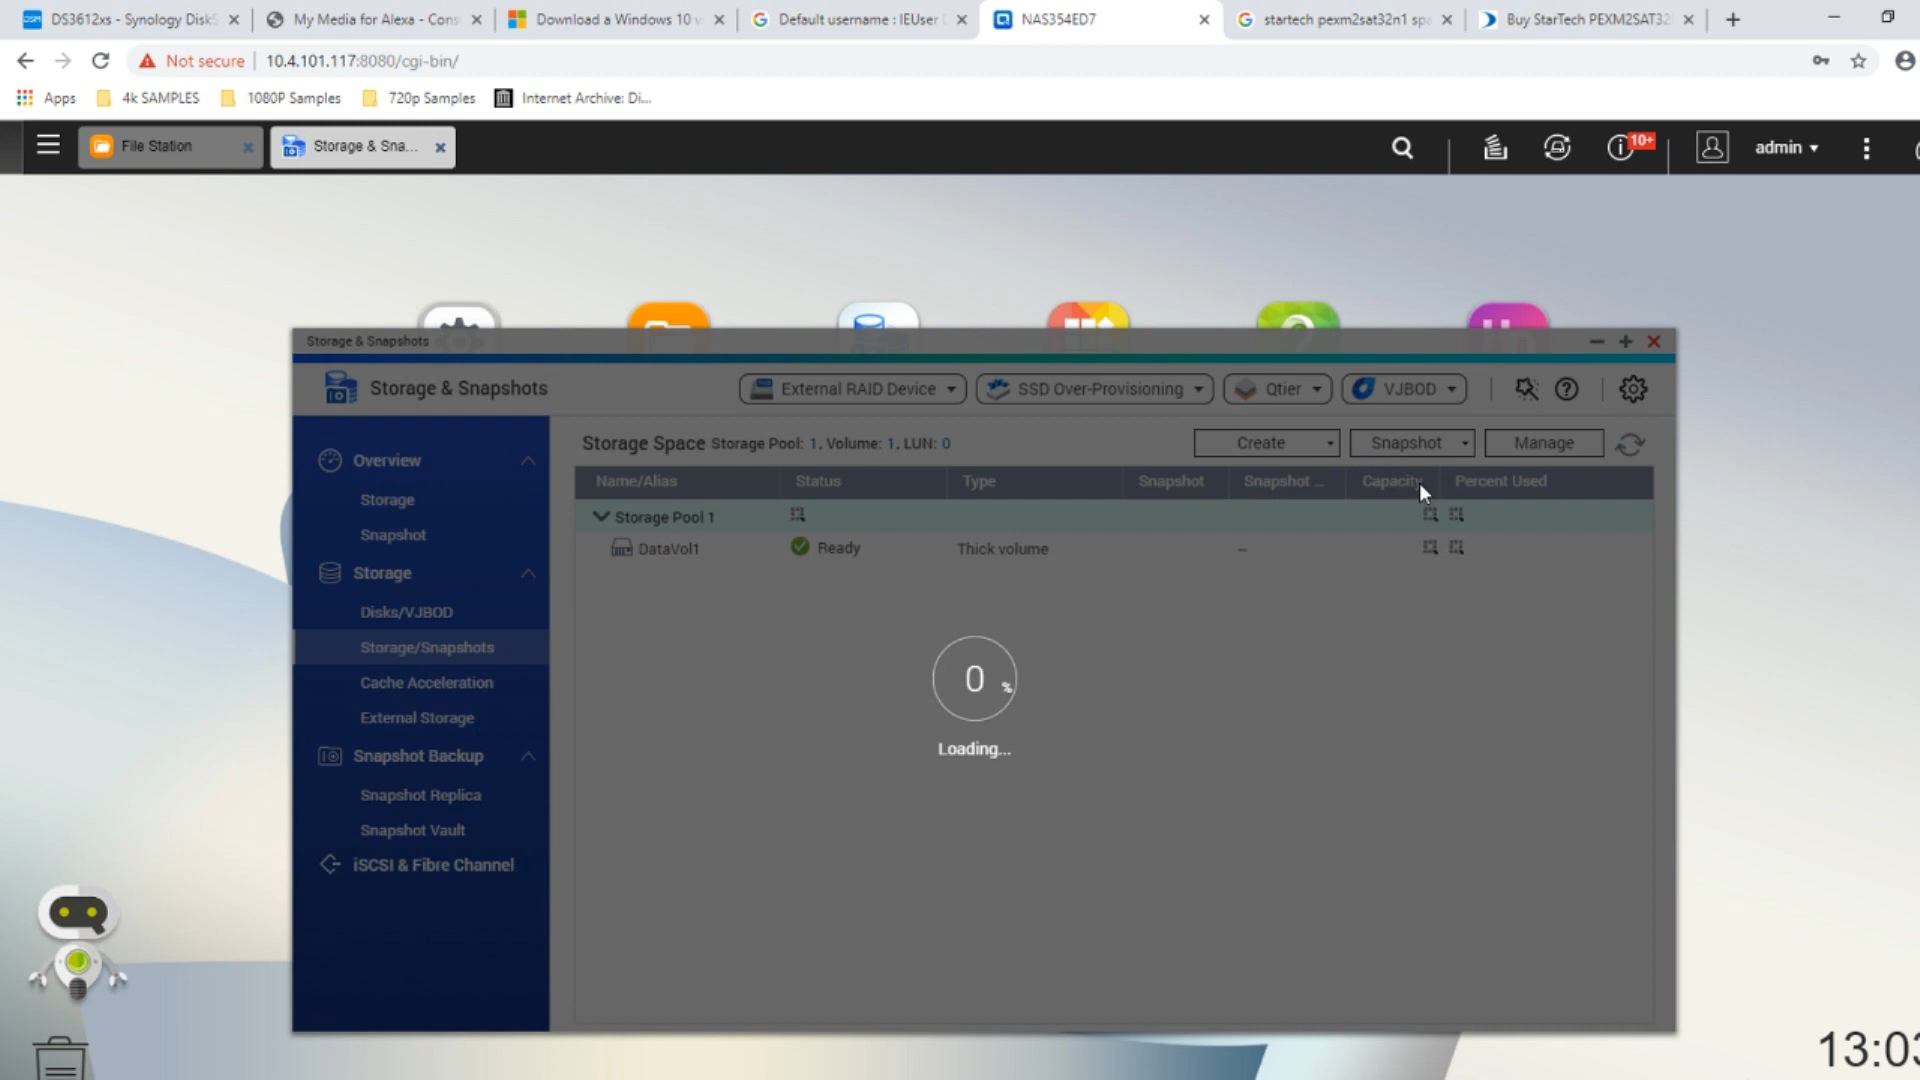 DS3612xs - Synology DiskS
My Media for Alexa - Cons
Download a Windows 10 v
Default username : IEUser
NAS354ED7
startech pexm2sat32n1 spa
Buy StarTech PEXM2SAT32
Not secure
10.4.101.117:8080/cgi-bin/
Apps
4k SAMPLES
1080P Samples
720p Samples
Internet Archive: Di...
File Station
Storage & Sna...
10+
admin
Storage & Snapshots
Storage & Snapshots
External RAID Device
SSD Over-Provisioning
Qtier
VJBOD
Overview
Storage
Snapshot
Storage
Disks/VJBOD
Storage/Snapshots
Cache Acceleration
External Storage
Snapshot Backup
Snapshot Replica
Snapshot Vault
iSCSI & Fibre Channel
Storage Space Storage Pool: 1, Volume: 1, LUN: 0
Create
Snapshot
Manage
Name/Alias Status Type Snapshot Snapshot ... Capacity Percent Used
Storage Pool 1
DataVol1 Ready Thick volume --
0 %
Loading...
13:03